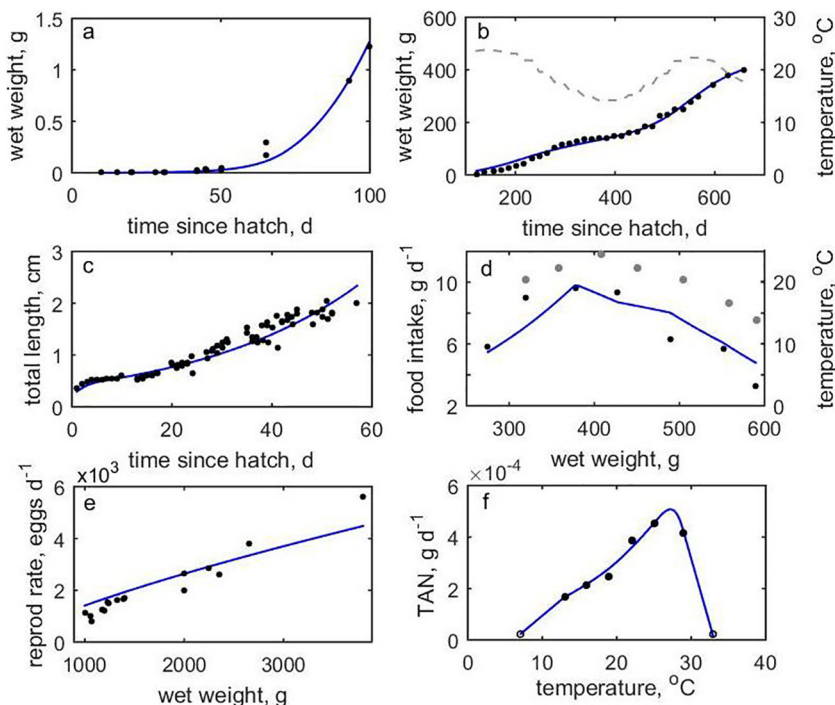 a
1.5
1
0.5
0
wet weight, g
0 50 100
time since hatch, d
b
600
400
200
0
wet weight, g
30
20
10
0
temperature, °C
200 400 600
time since hatch, d
c
3
2
1
0
total length, cm
0 20 40 60
time since hatch, d
d
10
6
2
food intake, g d-1
25
20
15
10
5
0
temperature, °C
300 400 500 600
wet weight, g
e
×10³
6
4
2
0
reprod rate, eggs d-1
1000 2000 3000
wet weight, g
f
×10-4
6
4
2
0
TAN, g d-1
0 10 20 30 40
temperature, °C